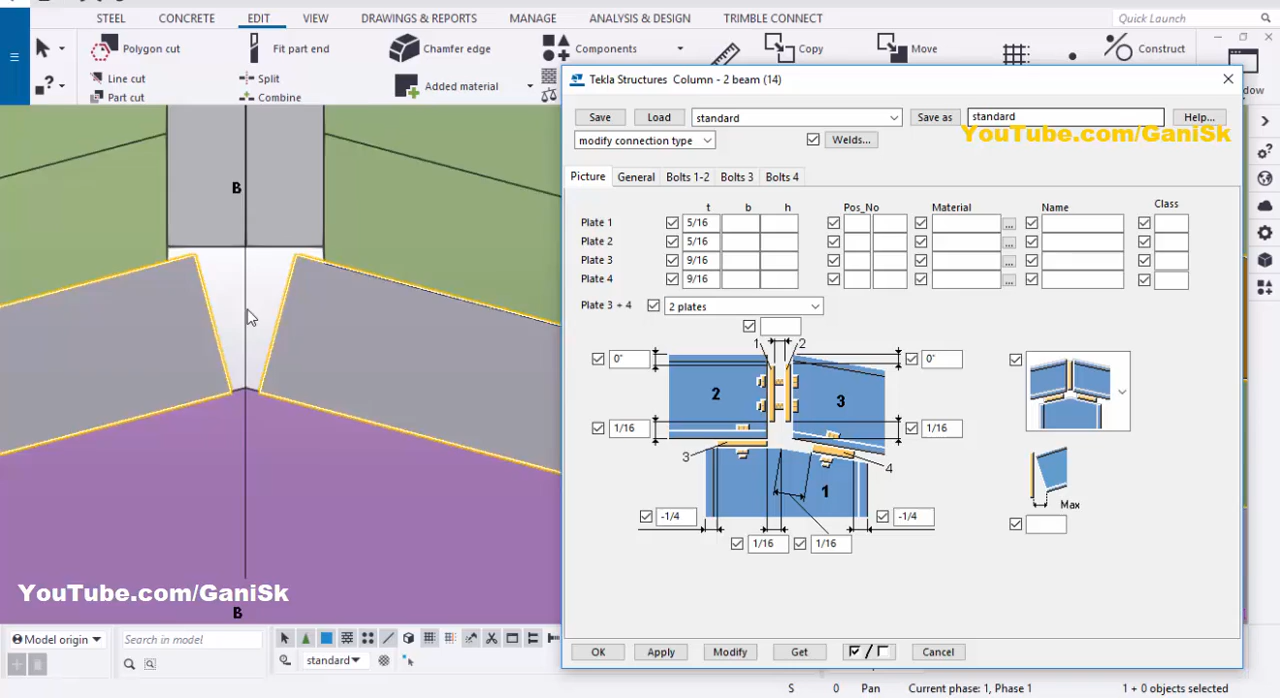 STEEL CONCRETE EDIT VIEW DRAWINGS & REPORTS MANAGE ANALYSIS & DESIGN TRIMBLE CONNECT Quick Launch
Polygon cut Fit part end Chamfer edge Components Copy Move Construct
Line cut Split Added material
Part cut Combine
Tekla Structures Column - 2 beam (14)
Save Load standard Save as standard Help...
modify connection type Welds...
YouTube.com/GaniSk
Picture General Bolts 1-2 Bolts 3 Bolts 4
t b h Pos_No Material Name Class
Plate 1 5/16 ...
Plate 2 5/16 ...
Plate 3 9/16 ...
Plate 4 9/16 ...
Plate 3 + 4 2 plates
1 2
0" 0"
2 3
1/16 1/16
3 4
1
Max
-1/4 -1/4
1/16 1/16
B
YouTube.com/GaniSk
B
Model origin Search in model
standard
OK Apply Modify Get / Cancel
S 0 Pan Current phase: 1, Phase 1 1 + 0 objects selected